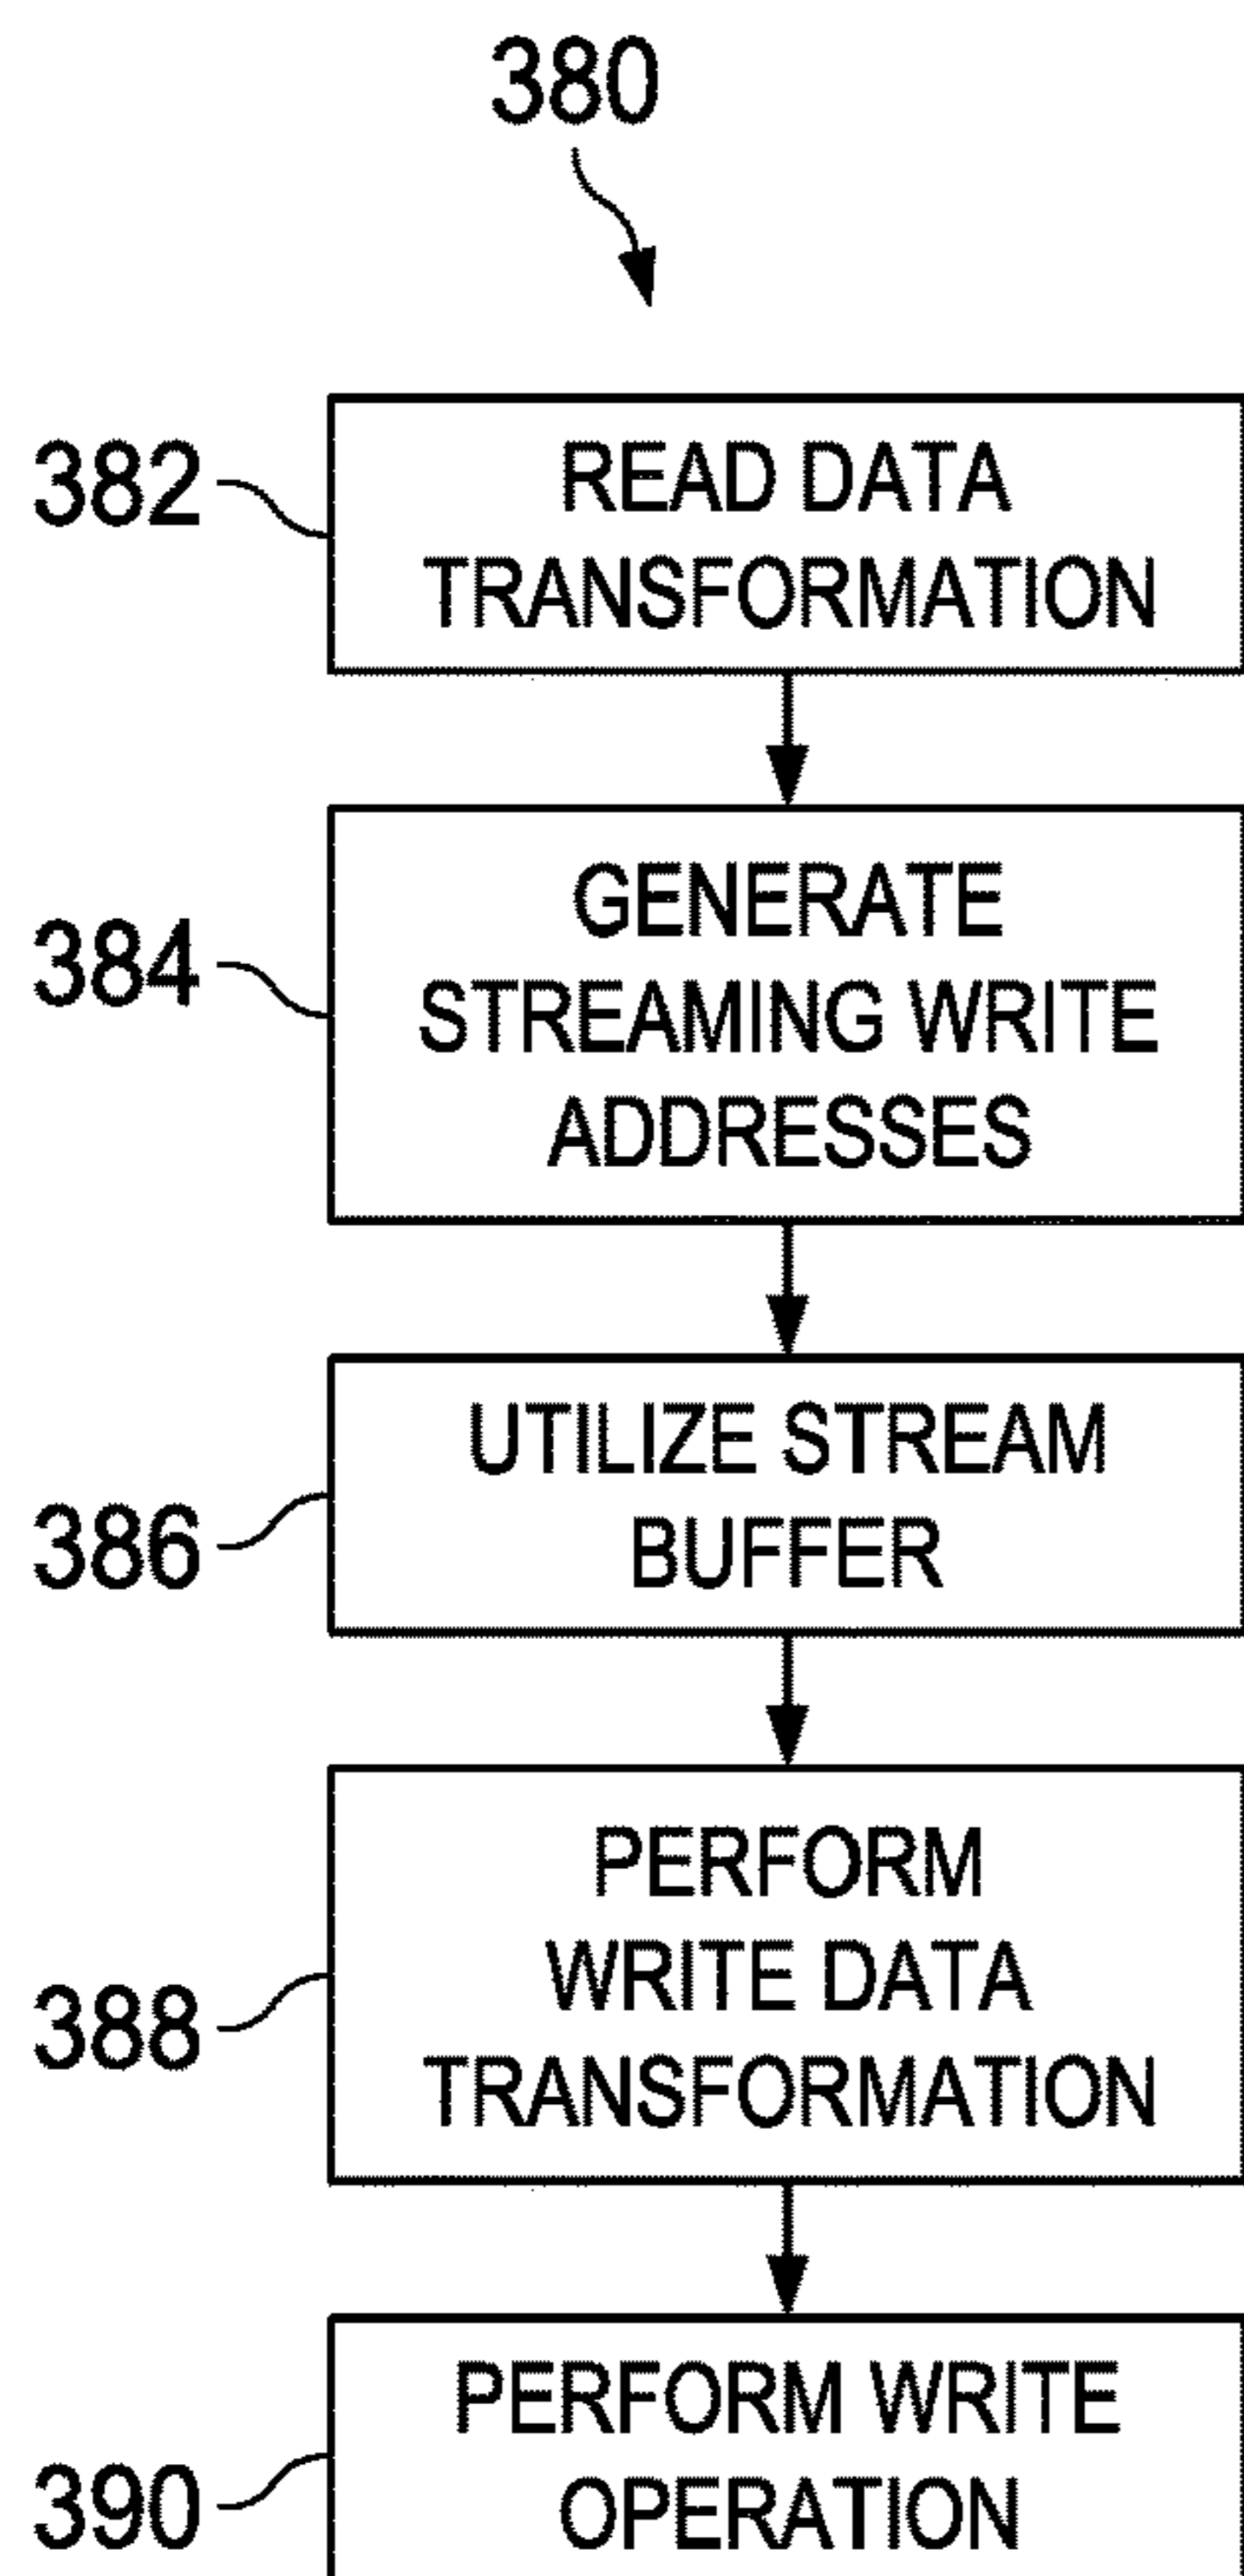 380
382
READ DATA
TRANSFORMATION
384
GENERATE
STREAMING WRITE
ADDRESSES
386
UTILIZE STREAM
BUFFER
388
PERFORM
WRITE DATA
TRANSFORMATION
390
PERFORM WRITE
OPERATION